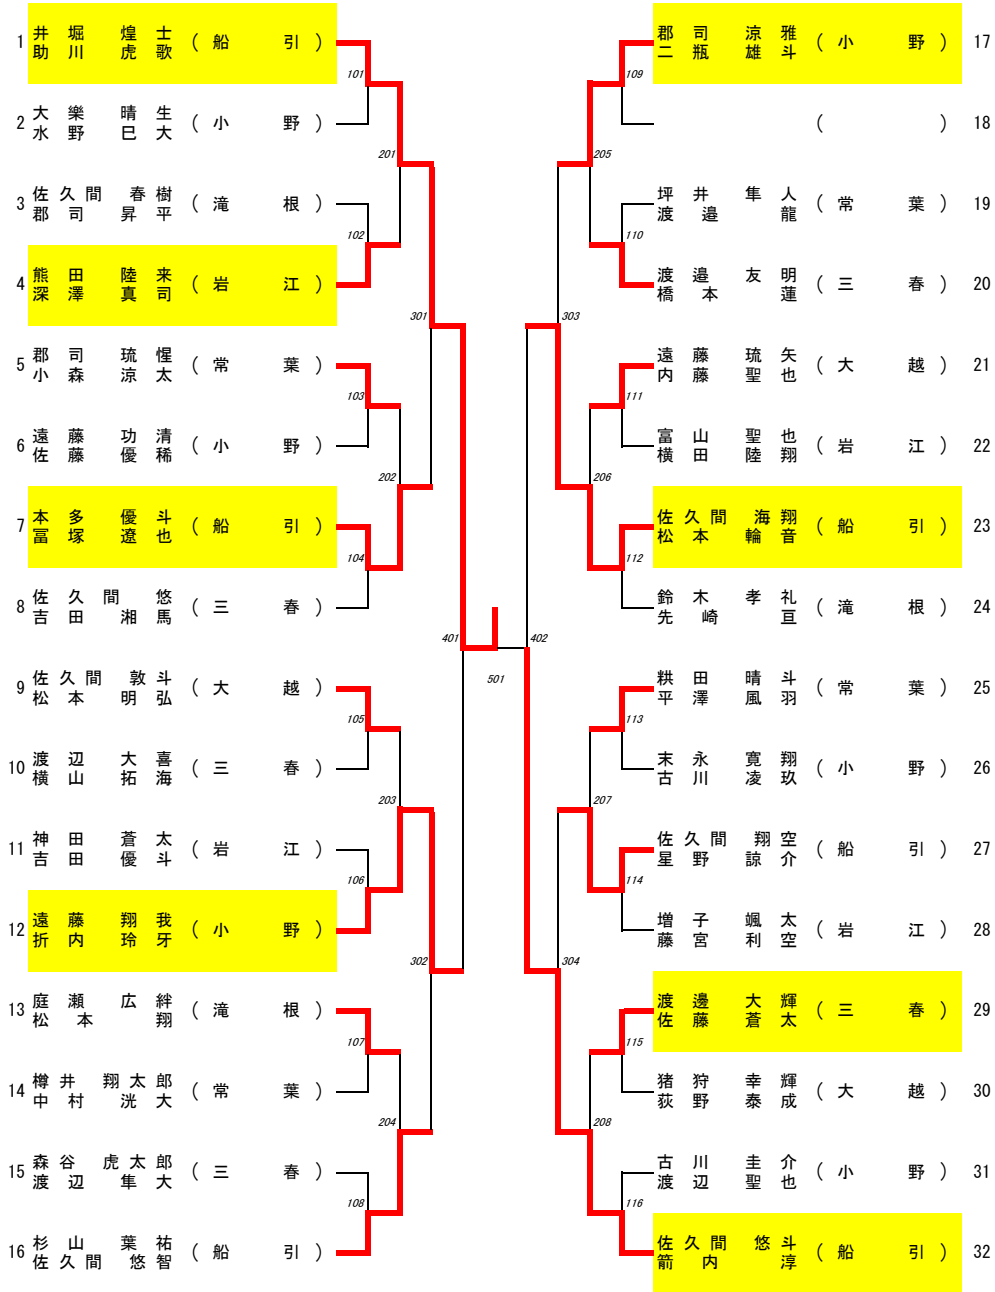 1 井堀 煌士 (船引)
助川 虎歌
2 大樂 晴生 (小野)
水野 巳大
3 佐久間 春樹 (滝根)
郡司 昇平
4 熊田 陸来 (岩江)
深澤 真司
5 郡司 琉惺 (常葉)
小森 涼太
6 遠藤 功清 (小野)
佐藤 優稀
7 本多 優斗 (船引)
冨塚 遼也
8 佐久間 悠 (三春)
吉田 湘馬
9 佐久間 敦斗 (大越)
松本 明弘
10 渡辺 大喜 (三春)
横山 拓海
11 神田 蒼太 (岩江)
吉田 優斗
12 遠藤 翔我 (小野)
折内 玲牙
13 庭瀬 広絆 (滝根)
松本 翔
14 樽井 翔太郎 (常葉)
中村 洸大
15 森谷 虎太郎 (三春)
渡辺 隼大
16 杉山 葉祐 (船引)
佐久間 悠智
101
102
103
104
105
106
107
108
201
202
203
204
301
302
401
501
402
303
304
205
206
207
208
109
110
111
112
113
114
115
116
郡司 涼雅 (小野) 17
二瓶 雄斗
( ) 18
坪井 隼人 (常葉) 19
渡邉 龍
渡邉 友明 (三春) 20
橋本 蓮
遠藤 琉矢 (大越) 21
内藤 聖也
富山 聖也 (岩江) 22
横田 陸翔
佐久間 海翔 (船引) 23
松本 輪音
鈴木 孝礼 (滝根) 24
先崎 亘
粠田 晴斗 (常葉) 25
平澤 風羽
末永 寛翔 (小野) 26
古川 凌玖
佐久間 翔空 (船引) 27
星野 諒介
増子 颯太 (岩江) 28
藤宮 利空
渡邊 大輝 (三春) 29
佐藤 蒼太
猪狩 幸輝 (大越) 30
荻野 泰成
古川 圭介 (小野) 31
渡辺 聖也
佐久間 悠斗 (船引) 32
箭内 淳